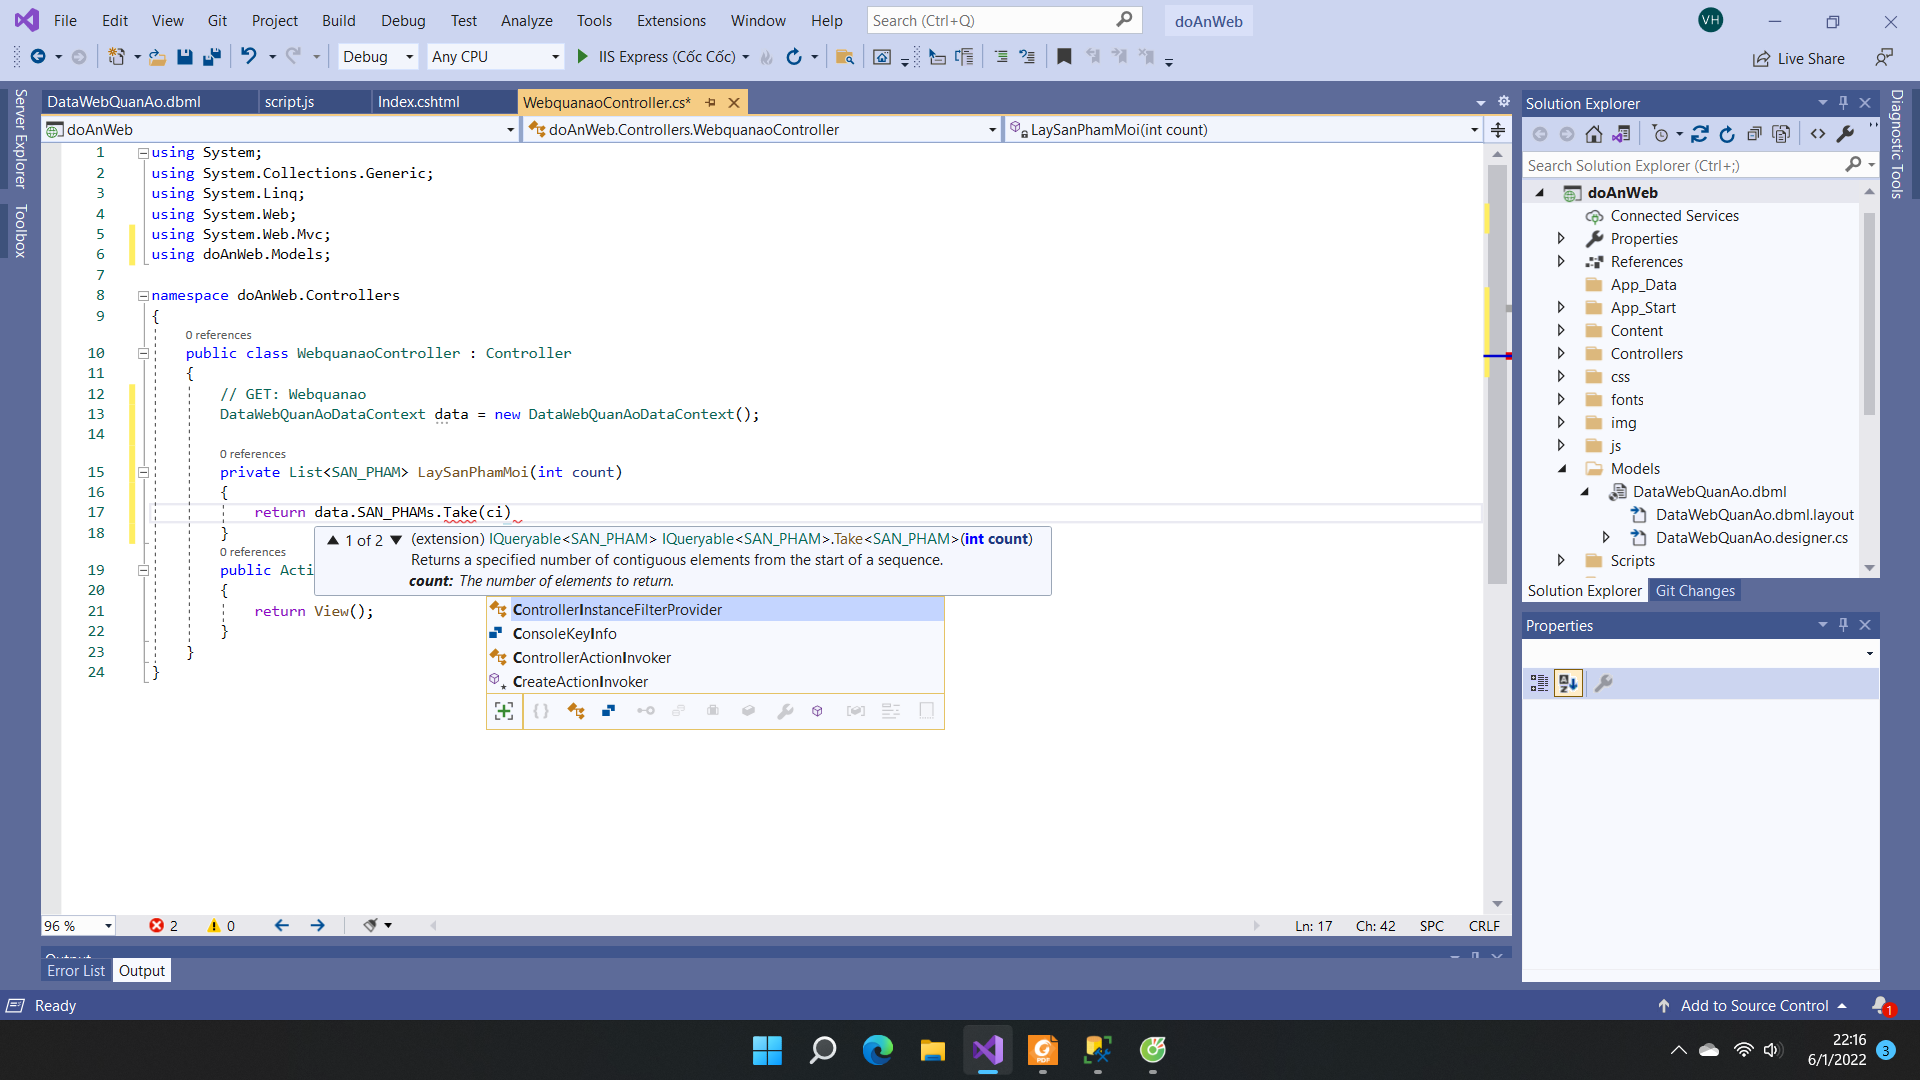 File Edit View Git Project Build Debug Test Analyze Tools Extensions Window Help Search (Ctrl+Q) doAnWeb VH
Debug Any CPU IIS Express (Cốc Cốc) Live Share
DataWebQuanAo.dbml script.js Index.cshtml WebquanaoController.cs*
doAnWeb doAnWeb.Controllers.WebquanaoController LaySanPhamMoi(int count)
Server Explorer
Toolbox
1 using System;
2 using System.Collections.Generic;
3 using System.Linq;
4 using System.Web;
5 using System.Web.Mvc;
6 using doAnWeb.Models;
7
8 namespace doAnWeb.Controllers
9 {
0 references
10 public class WebquanaoController : Controller
11 {
12 // GET: Webquanao
13 DataWebQuanAoDataContext data = new DataWebQuanAoDataContext();
14
0 references
15 private List<SAN_PHAM> LaySanPhamMoi(int count)
16 {
17 return data.SAN_PHAMs.Take(ci)
18 }
0 references
19 public Acti
20 {
21 return View();
22 }
23 }
24 }
1 of 2 (extension) IQueryable<SAN_PHAM> IQueryable<SAN_PHAM>.Take<SAN_PHAM>(int count)
Returns a specified number of contiguous elements from the start of a sequence.
count: The number of elements to return.
ControllerInstanceFilterProvider
ConsoleKeyInfo
ControllerActionInvoker
CreateActionInvoker
96 % 2 0 Ln: 17 Ch: 42 SPC CRLF
Output
Error List Output
Solution Explorer
Search Solution Explorer (Ctrl+;)
doAnWeb
Connected Services
Properties
References
App_Data
App_Start
Content
Controllers
css
fonts
img
js
Models
DataWebQuanAo.dbml
DataWebQuanAo.dbml.layout
DataWebQuanAo.designer.cs
Scripts
Solution Explorer Git Changes
Properties
Diagnostic Tools
Ready Add to Source Control 1
PDF
22:16
6/1/2022 3